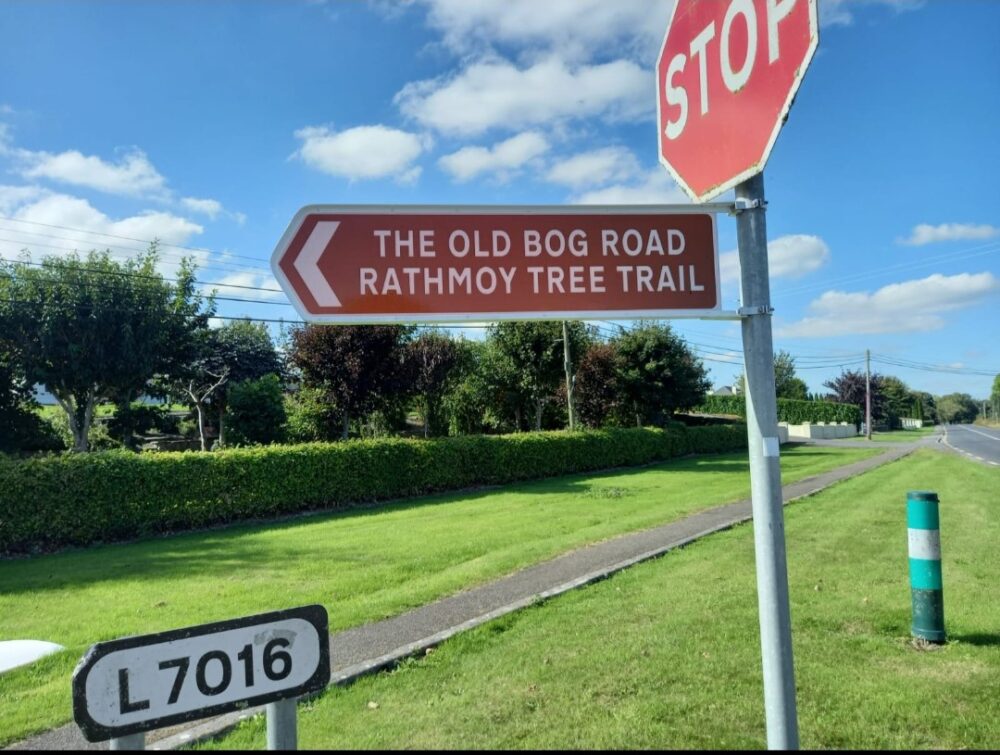 STOP
THE OLD BOG ROAD
RATHMOY TREE TRAIL
L7016